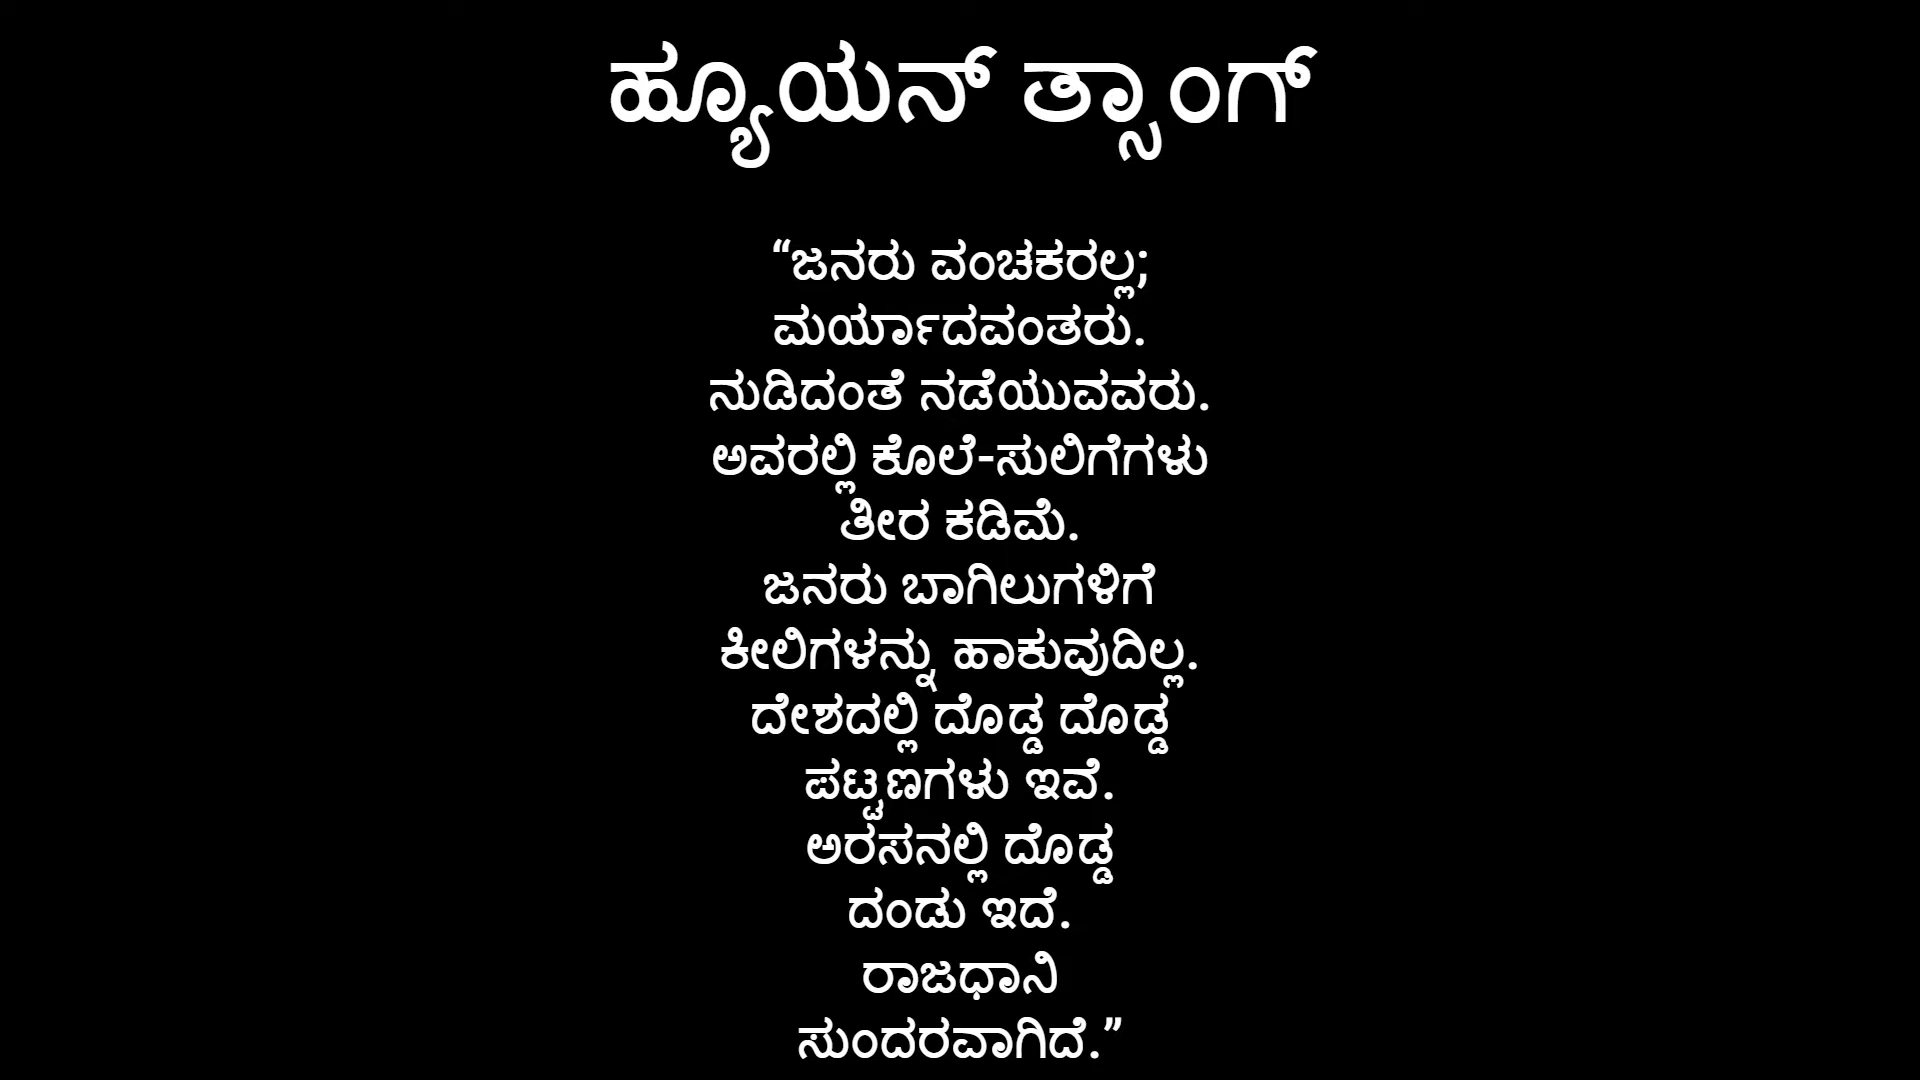 ಹ್ಯೂಯನ್ ತ್ಸಾಂಗ್
“ಜನರು ವಂಚಕರಲ್ಲ;
ಮರ್ಯಾದವಂತರು.
ನುಡಿದಂತೆ ನಡೆಯುವವರು.
ಅವರಲ್ಲಿ ಕೊಲೆ-ಸುಲಿಗೆಗಳು
ತೀರ ಕಡಿಮೆ.
ಜನರು ಬಾಗಿಲುಗಳಿಗೆ
ಕೀಲಿಗಳನ್ನು ಹಾಕುವುದಿಲ್ಲ.
ದೇಶದಲ್ಲಿ ದೊಡ್ಡ ದೊಡ್ಡ
ಪಟ್ಟಣಗಳು ಇವೆ.
ಅರಸನಲ್ಲಿ ದೊಡ್ಡ
ದಂಡು ಇದೆ.
ರಾಜಧಾನಿ
ಸುಂದರವಾಗಿದೆ.”